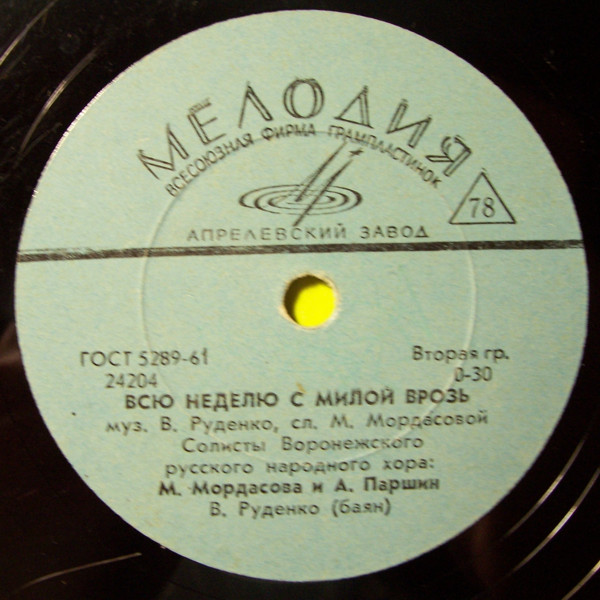 МЕЛОДИЯ
ВСЕСОЮЗНАЯ ФИРМА ГРАМПЛАСТИНОК
78
АПРЕЛЕВСКИЙ ЗАВОД
ГОСТ 5289-61 Вторая гр.
24204 0-30
ВСЮ НЕДЕЛЮ С МИЛОЙ ВРОЗЬ
муз. В. Руденко, сл. М. Мордасовой
Солисты Воронежского
русского народного хора:
М. Мордасова и А. Паршин
В. Руденко (баян)